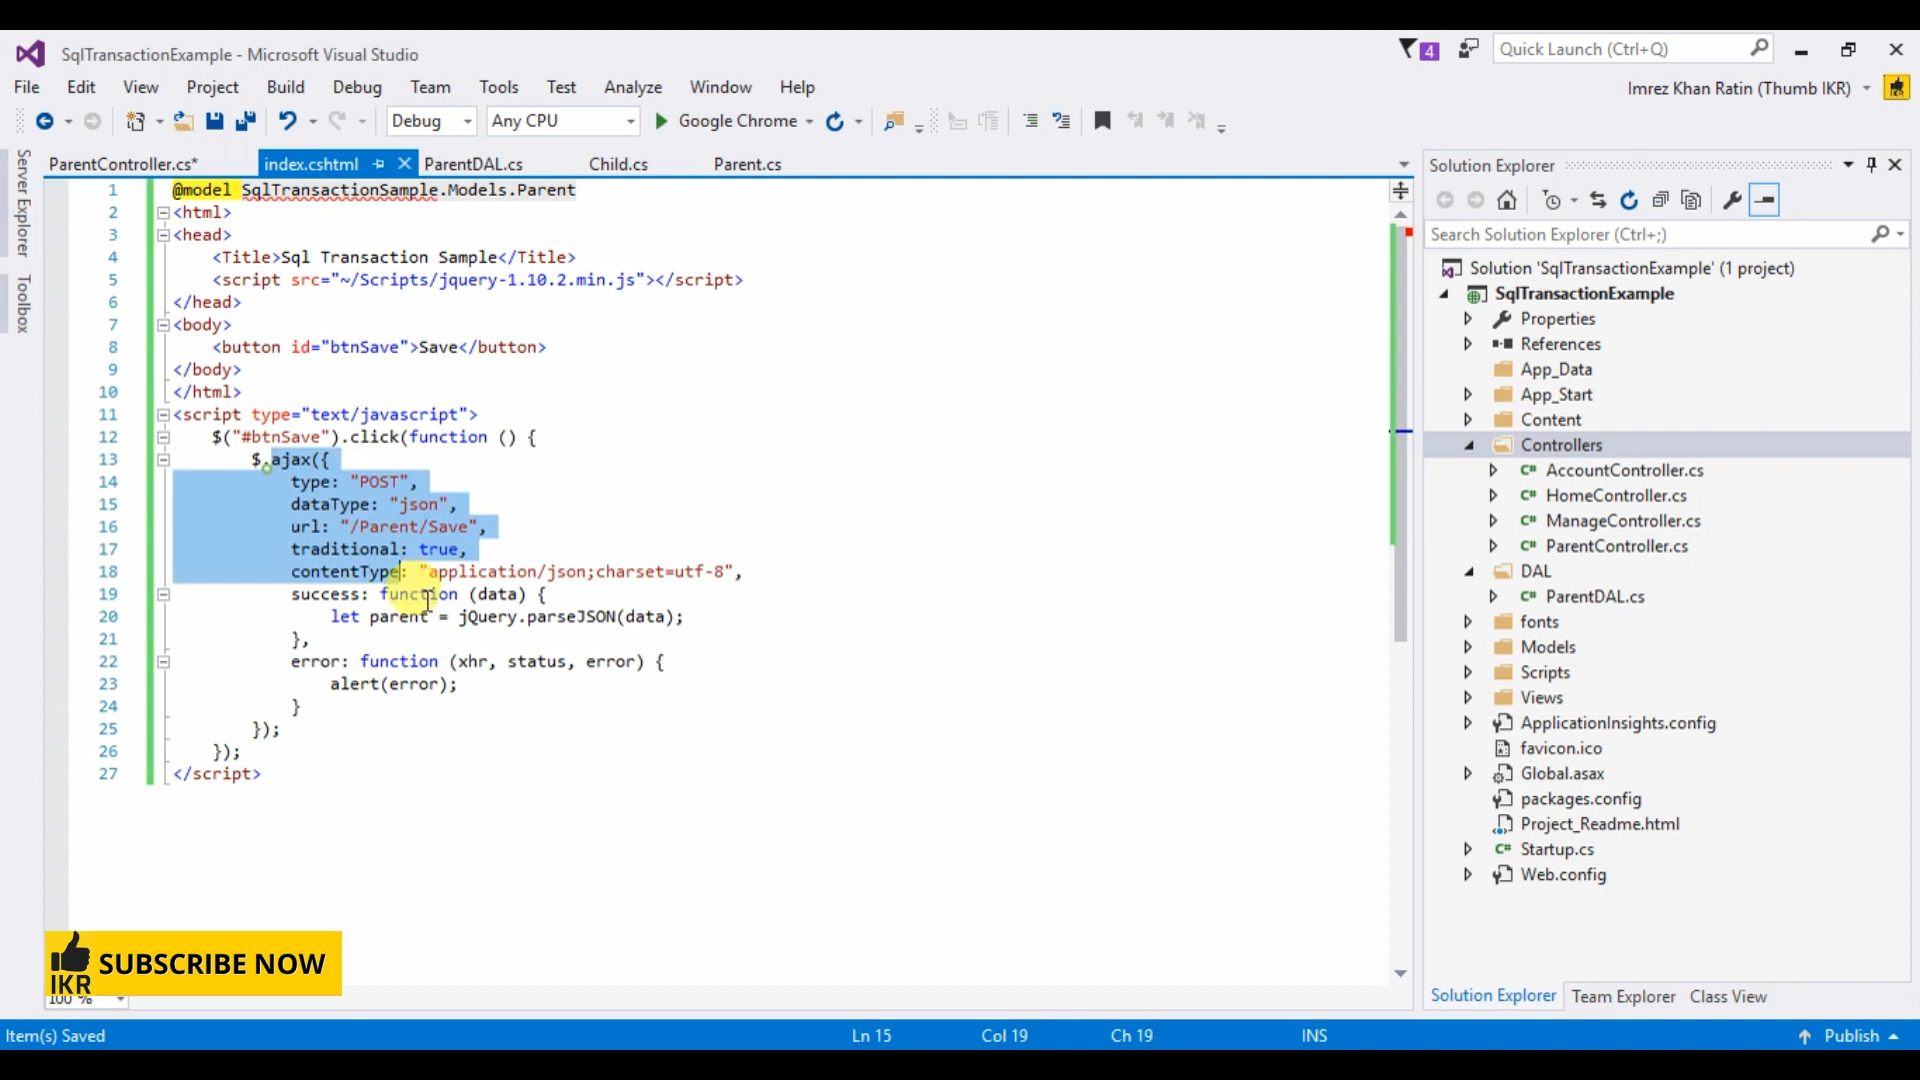 SqlTransactionExample - Microsoft Visual Studio
4
Quick Launch (Ctrl+Q)
File Edit View Project Build Debug Team Tools Test Analyze Window Help
Imrez Khan Ratin (Thumb IKR)
Debug Any CPU Google Chrome
Server Explorer
Toolbox
ParentController.cs* index.cshtml ParentDAL.cs Child.cs Parent.cs
1 @model SqlTransactionSample.Models.Parent
2 <html>
3 <head>
4 <Title>Sql Transaction Sample</Title>
5 <script src="~/Scripts/jquery-1.10.2.min.js"></script>
6 </head>
7 <body>
8 <button id="btnSave">Save</button>
9 </body>
10 </html>
11 <script type="text/javascript">
12 $("#btnSave").click(function () {
13 $.ajax({
14 type: "POST",
15 dataType: "json",
16 url: "/Parent/Save",
17 traditional: true,
18 contentType: "application/json;charset=utf-8",
19 success: function (data) {
20 let parent = jQuery.parseJSON(data);
21 },
22 error: function (xhr, status, error) {
23 alert(error);
24 }
25 });
26 });
27 </script>
Solution Explorer
Search Solution Explorer (Ctrl+;)
Solution 'SqlTransactionExample' (1 project)
SqlTransactionExample
Properties
References
App_Data
App_Start
Content
Controllers
C# AccountController.cs
C# HomeController.cs
C# ManageController.cs
C# ParentController.cs
DAL
C# ParentDAL.cs
fonts
Models
Scripts
Views
ApplicationInsights.config
favicon.ico
Global.asax
packages.config
Project_Readme.html
C# Startup.cs
Web.config
Solution Explorer Team Explorer Class View
SUBSCRIBE NOW
IKR
100 %
Item(s) Saved Ln 15 Col 19 Ch 19 INS Publish